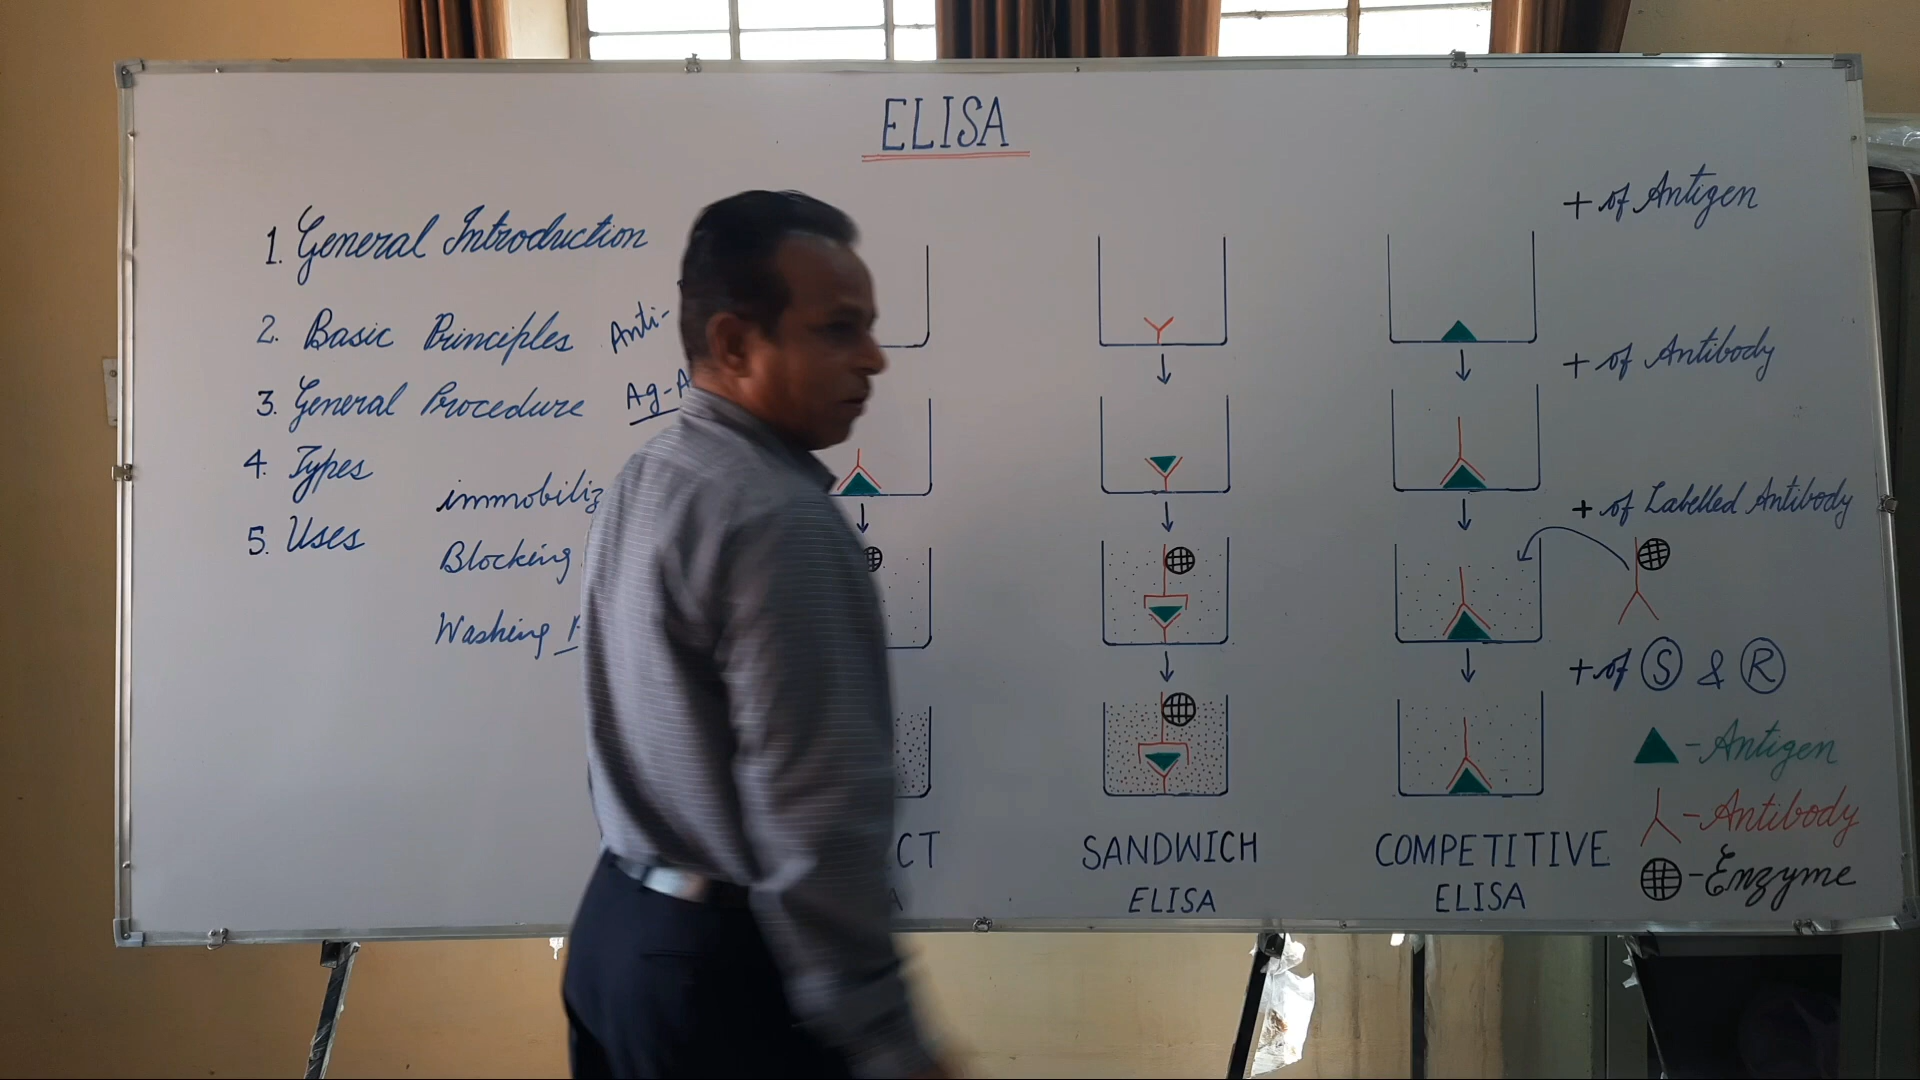 ELISA
1. General Introduction
2. Basic Principles Anti-
3. General Procedure Ag-A
4. Types
immobiliz
5. Uses
Blocking
Washing
+ of Antigen
+ of Antibody
+ of Labelled Antibody
+ of S & R
- Antigen
- Antibody
- Enzyme
CT
A
SANDWICH
ELISA
COMPETITIVE
ELISA